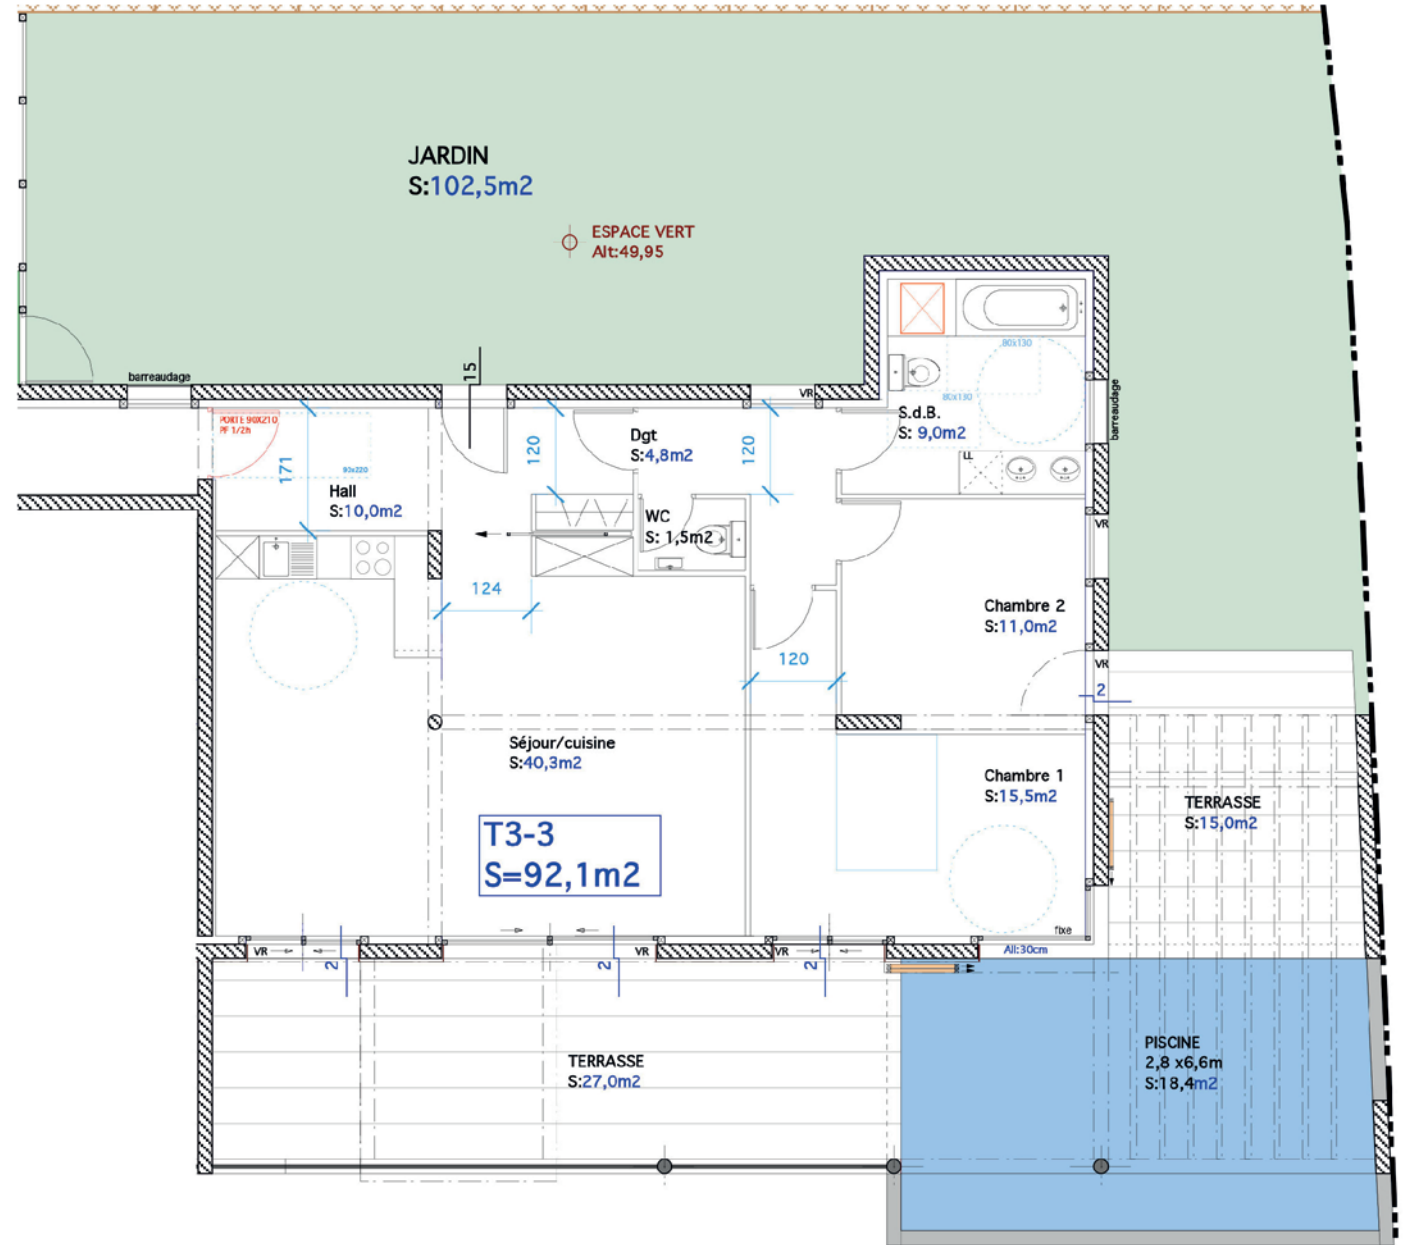 JARDIN
S:102,5m2
ESPACE VERT
Alt:49,95
barreaudage
15
VR
PORTE 90X210
PF 1/2h
171
90x220
Hall
S:10,0m2
120
Dgt
S:4,8m2
120
S.d.B.
S: 9,0m2
80x130
80x130
barreaudage
LL
WC
S: 1,5m2
VR
124
Chambre 2
S:11,0m2
120
VR
2
Séjour/cuisine
S:40,3m2
Chambre 1
S:15,5m2
TERRASSE
S:15,0m2
T3-3
S=92,1m2
fixe
All:30cm
VR
2
VR
2
VR
2
TERRASSE
S:27,0m2
PISCINE
2,8 x6,6m
S:18,4m2